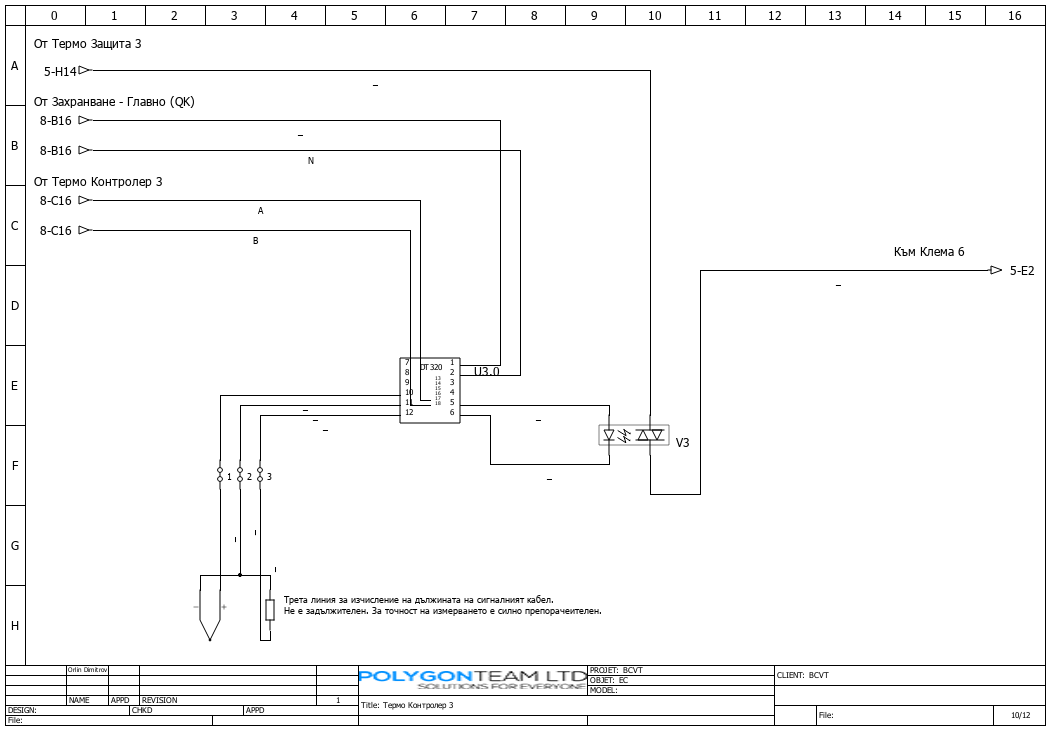 0 1 2 3 4 5 6 7 8 9 10 11 12 13 14 15 16
A
B
C
D
E
F
G
H
От Термо Защита 3
5-H14
От Захранване - Главно (QK)
8-B16
8-B16
N
От Термо Контролер 3
8-C16
A
8-C16
B
Към Клема 6
5-E2
7 1
8 DT 320 2
9 3
10 4
11 5
12 6
13
14
15
16
17
18
U3.0
V3
1 2 3
- +
Трета линия за изчисление на дължината на сигналният кабел.
Не е задължителен. За точност на измерването е силно препорачеителен.
Orlin Dimitrov
NAME APPD REVISION 1
DESIGN: CHKD APPD
File:
POLYGONTEAM LTD
SOLUTIONS FOR EVERYONE
Title: Термо Контролер 3
PROJET: BCVT
OBJET: EC
MODEL:
CLIENT: BCVT
File: 10/12